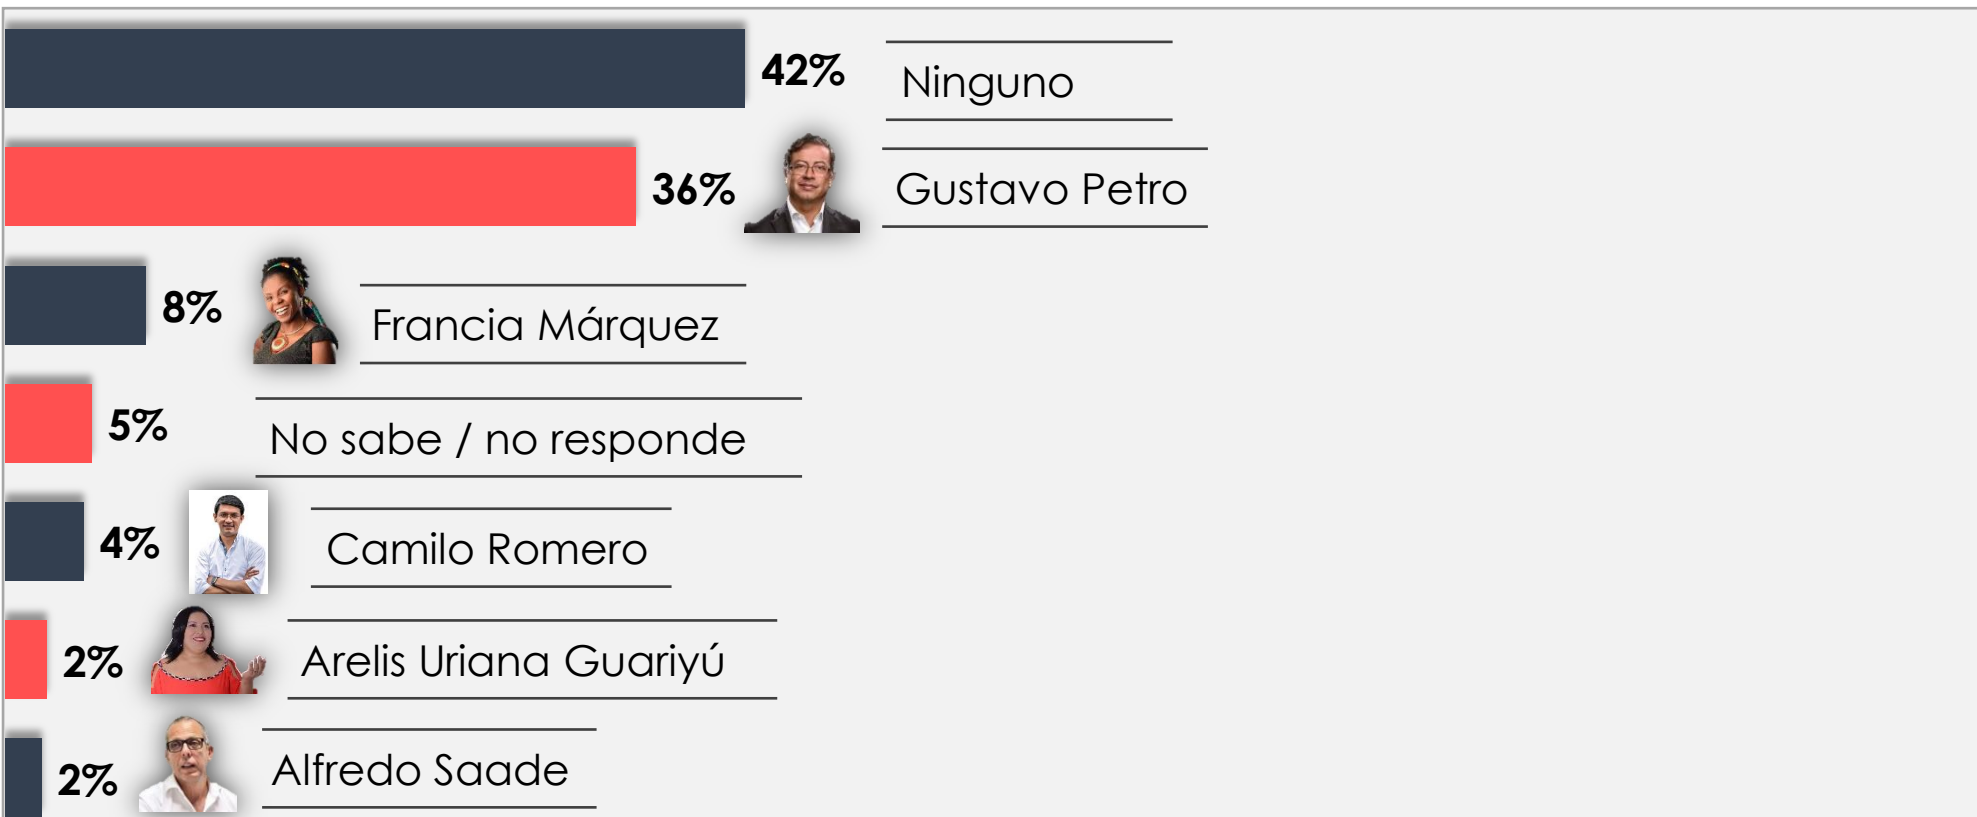 42% Ninguno
36% Gustavo Petro
8% Francia Márquez
5% No sabe / no responde
4% Camilo Romero
2% Arelis Uriana Guariyú
2% Alfredo Saade